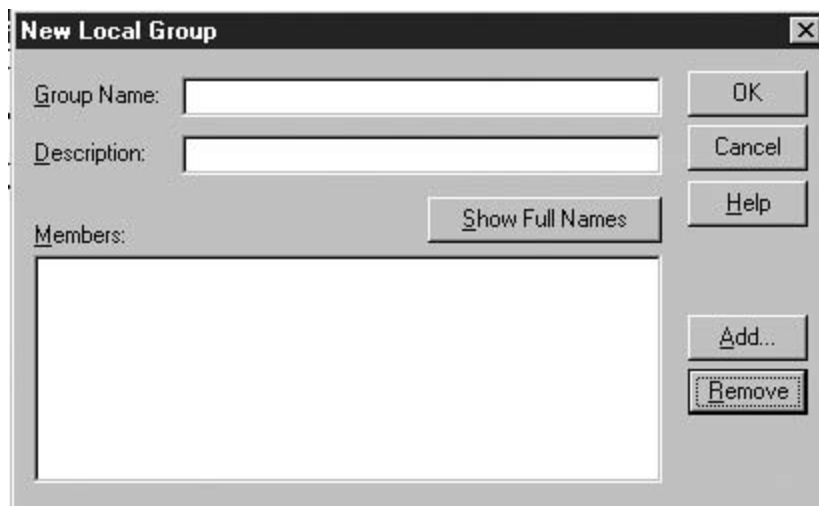 New Local Group
Group Name:
OK
Description:
Cancel
Show Full Names
Help
Members:
Add...
Remove